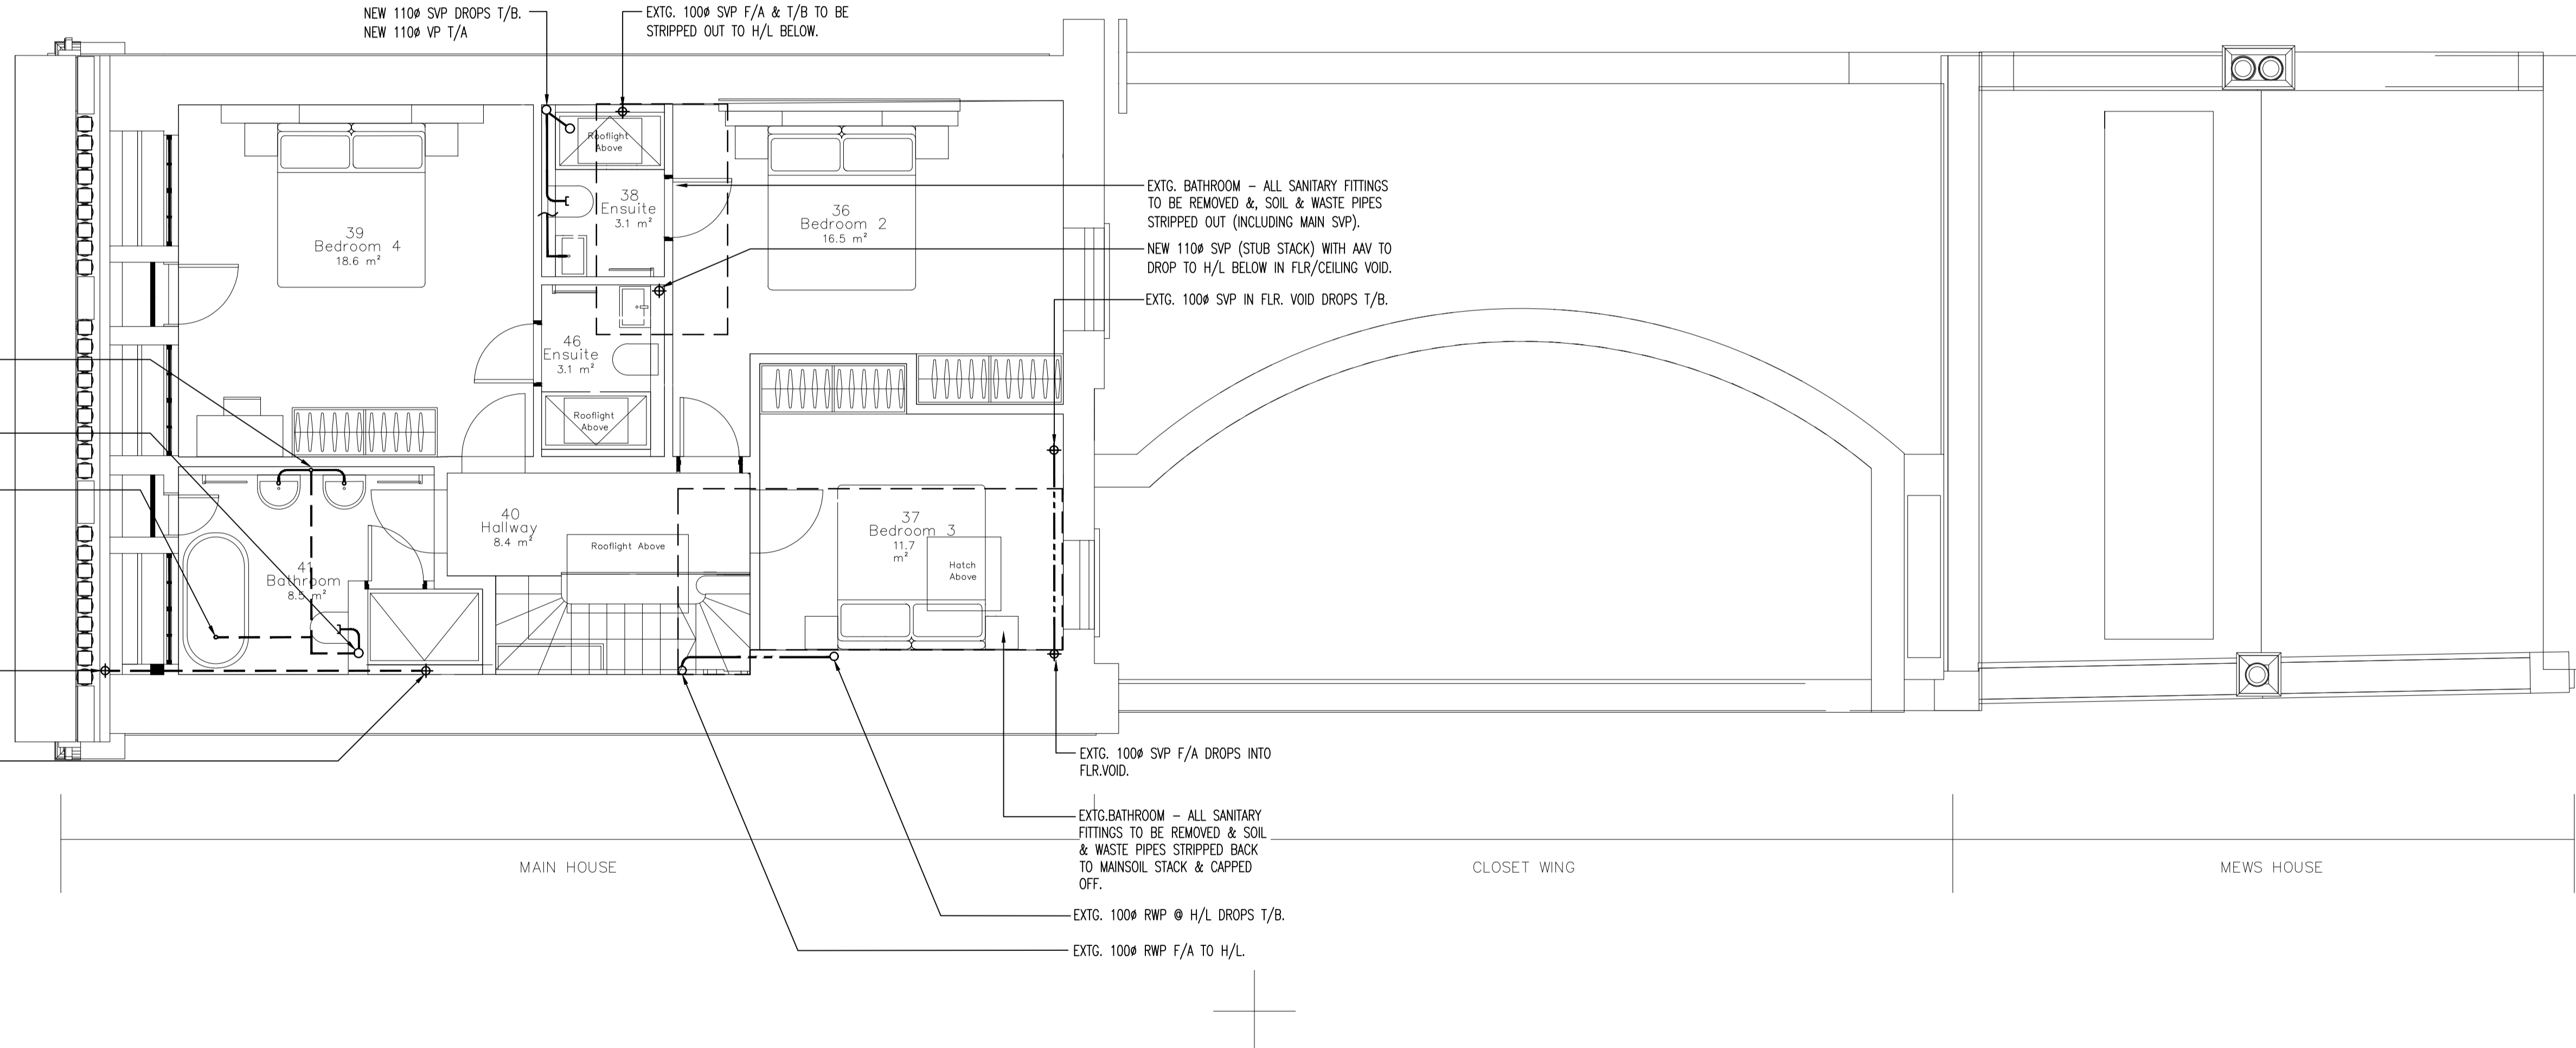 NEW 110ø SVP DROPS T/B.
NEW 110ø VP T/A
EXTG. 100ø SVP F/A & T/B TO BE
STRIPPED OUT TO H/L BELOW.
Rooflight
Above
38
Ensuite
3.1 m²
36
Bedroom 2
16.5 m²
39
Bedroom 4
18.6 m²
EXTG. BATHROOM – ALL SANITARY FITTINGS
TO BE REMOVED &, SOIL & WASTE PIPES
STRIPPED OUT (INCLUDING MAIN SVP).
NEW 110ø SVP (STUB STACK) WITH AAV TO
DROP TO H/L BELOW IN FLR/CEILING VOID.
EXTG. 100ø SVP IN FLR. VOID DROPS T/B.
46
Ensuite
3.1 m²
Rooflight
Above
40
Hallway
8.4 m²
Rooflight Above
37
Bedroom 3
11.7
m²
Hatch
Above
41
Bathroom
8.5 m²
EXTG. 100ø SVP F/A DROPS INTO
FLR.VOID.
EXTG.BATHROOM – ALL SANITARY
FITTINGS TO BE REMOVED & SOIL
& WASTE PIPES STRIPPED BACK
TO MAINSOIL STACK & CAPPED
OFF.
MAIN HOUSE
CLOSET WING
MEWS HOUSE
EXTG. 100ø RWP @ H/L DROPS T/B.
EXTG. 100ø RWP F/A TO H/L.